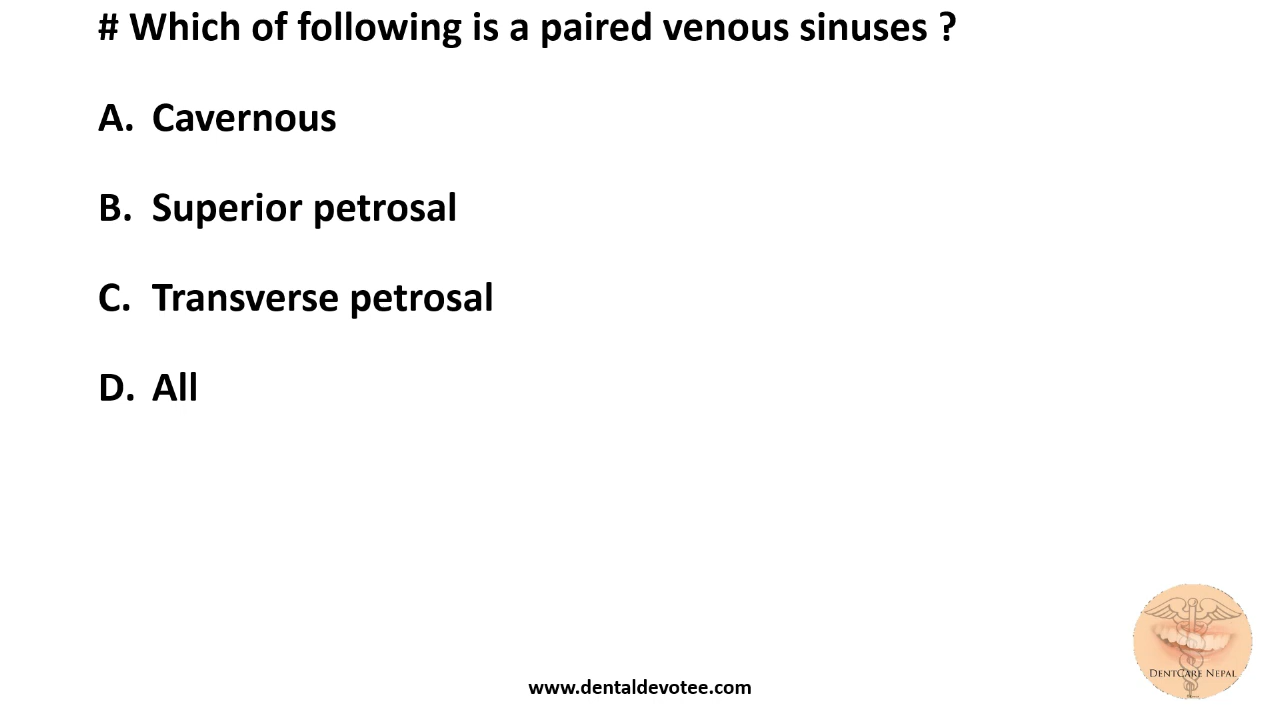 # Which of following is a paired venous sinuses ?
A. Cavernous
B. Superior petrosal
C. Transverse petrosal
D. All
DENTCARE NEPAL
www.dentaldevotee.com